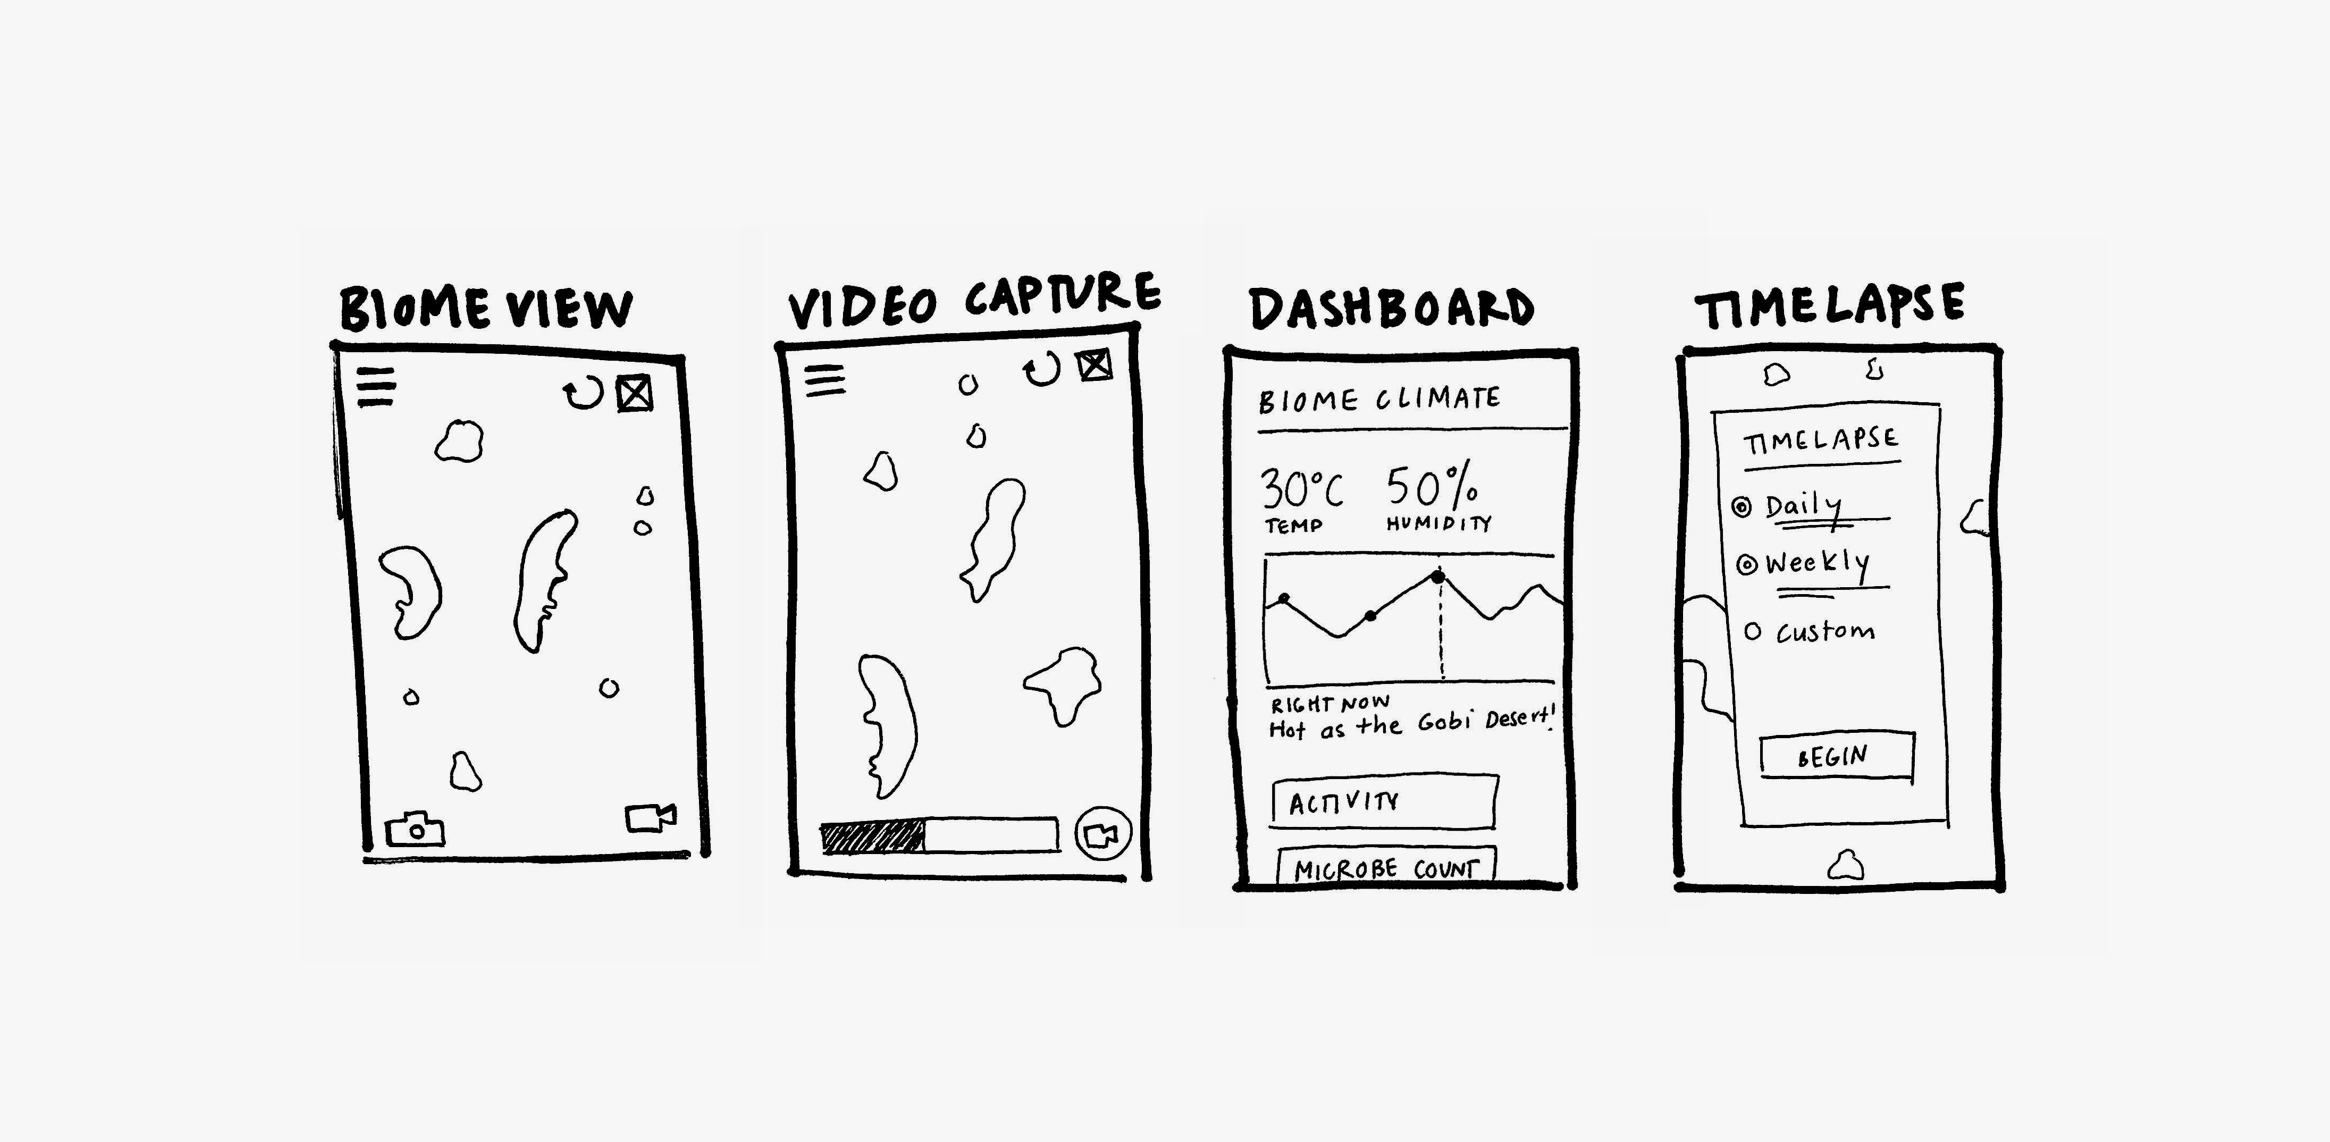 BIOME VIEW
VIDEO CAPTURE
DASHBOARD
BIOME CLIMATE
30°C 50%
TEMP HUMIDITY
RIGHT NOW
Hot as the Gobi Desert!
ACTIVITY
MICROBE COUNT
TIMELAPSE
TIMELAPSE
Daily
Weekly
Custom
BEGIN